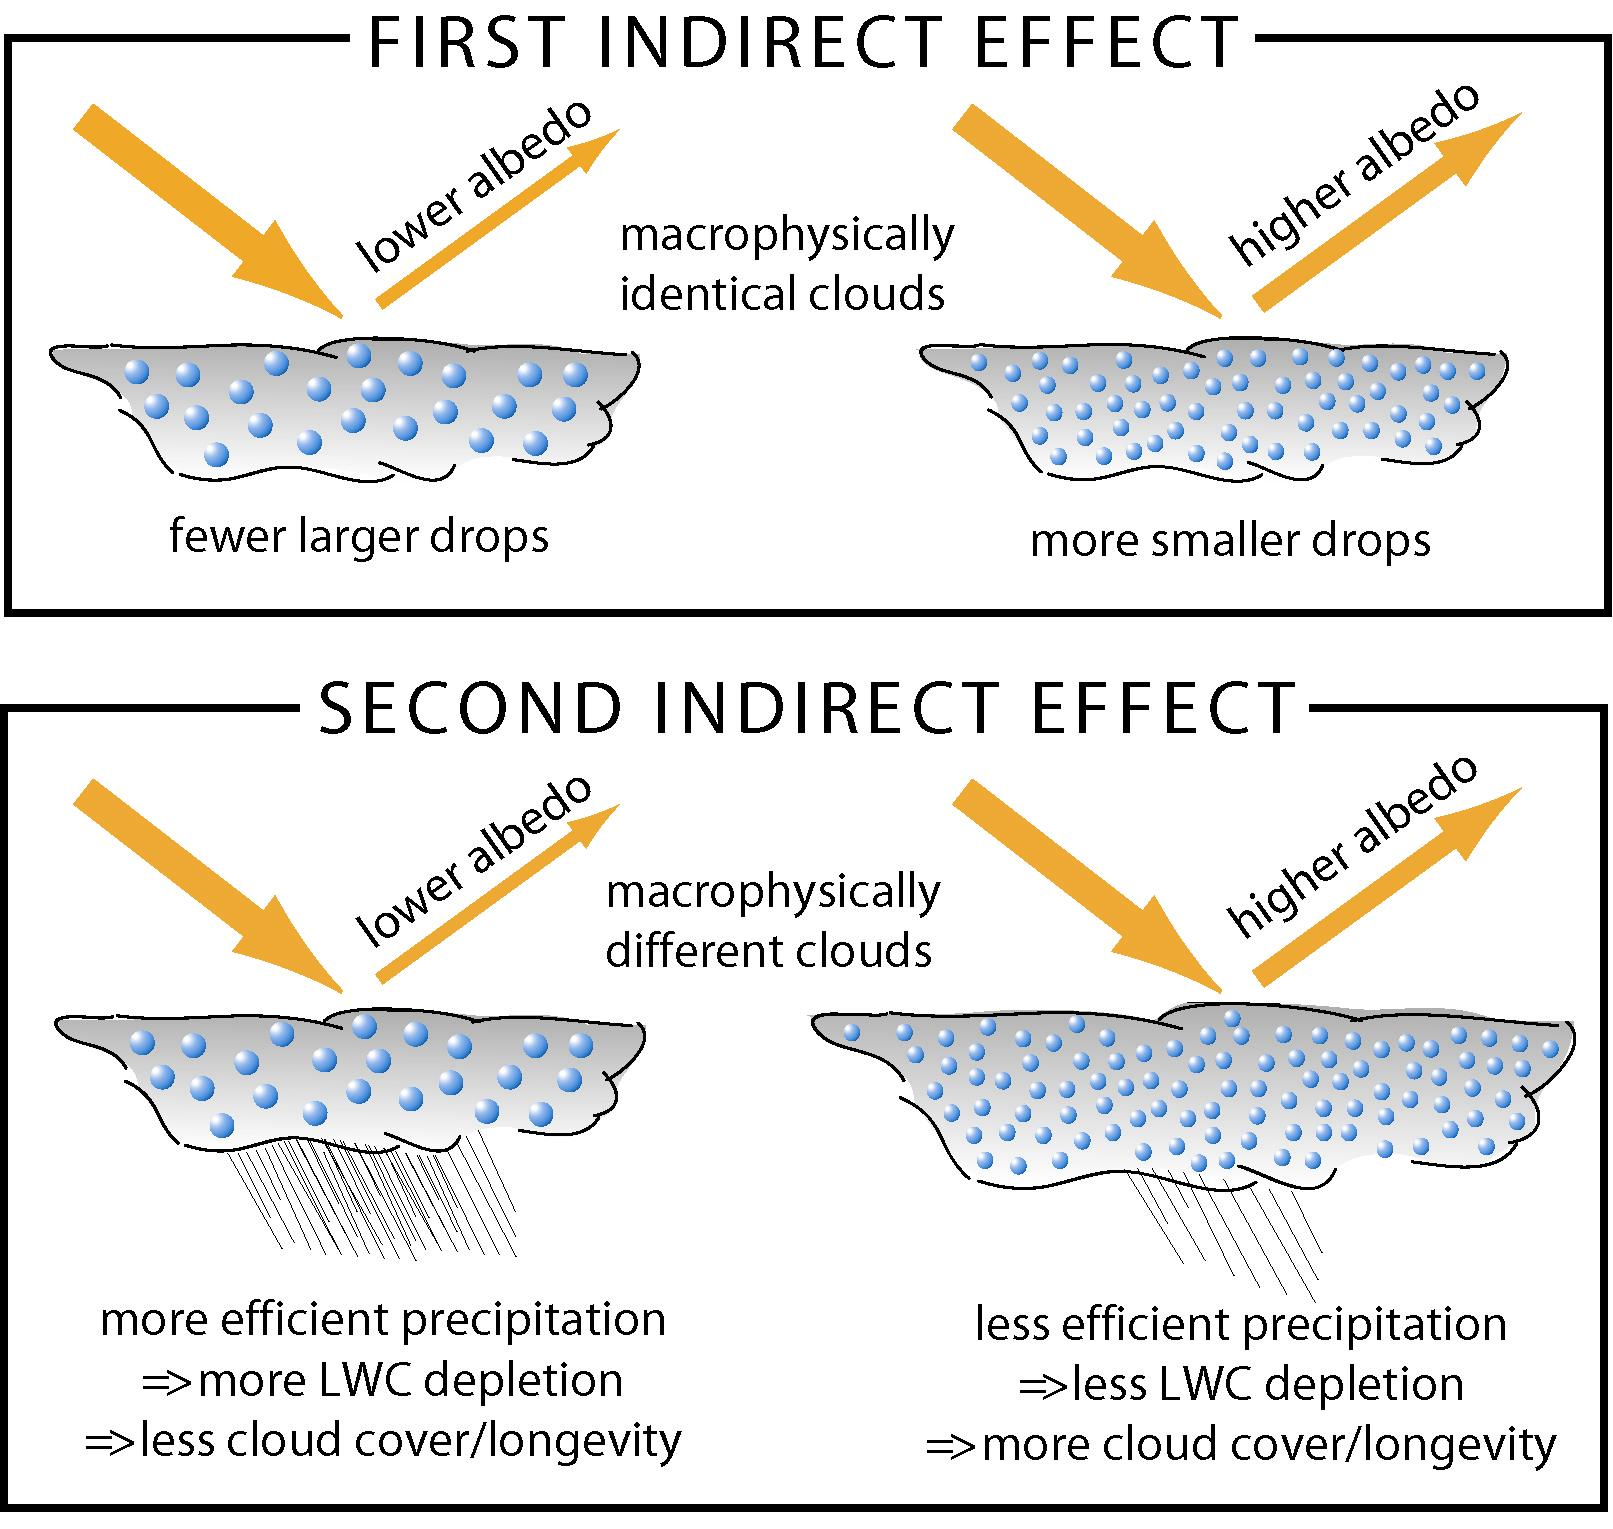 FIRST INDIRECT EFFECT
lower albedo
higher albedo
macrophysically
identical clouds
fewer larger drops
more smaller drops
SECOND INDIRECT EFFECT
lower albedo
higher albedo
macrophysically
different clouds
more efficient precipitation
=>more LWC depletion
=>less cloud cover/longevity
less efficient precipitation
=>less LWC depletion
=>more cloud cover/longevity